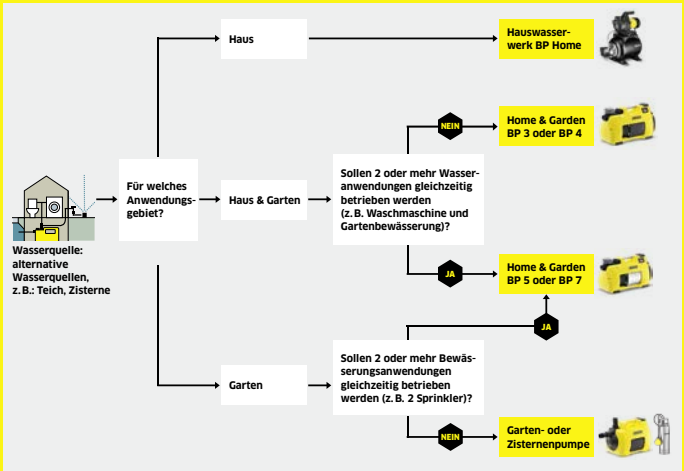 Haus
Hauswasser-
werk BP Home
NEIN
Home & Garden
BP 3 oder BP 4
Für welches
Anwendungs-
gebiet?
Haus & Garten
Sollen 2 oder mehr Wasser-
anwendungen gleichzeitig
betrieben werden
(z. B. Waschmaschine und
Gartenbewässerung)?
Wasserquelle:
alternative
Wasserquellen,
z. B.: Teich, Zisterne
JA
Home & Garden
BP 5 oder BP 7
JA
Garten
Sollen 2 oder mehr Bewäs-
serungsanwendungen
gleichzeitig betrieben
werden (z. B. 2 Sprinkler)?
NEIN
Garten- oder
Zisternenpumpe